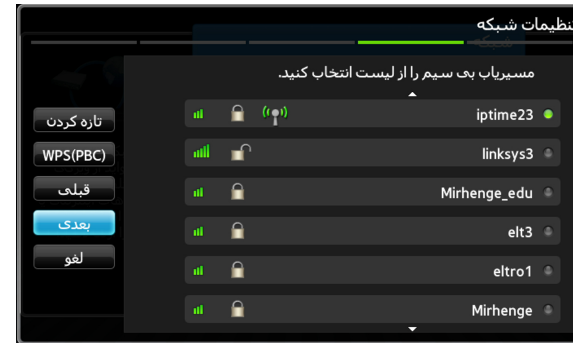 تنظیمات شبکه
شبکه
مسیریاب بی سیم را از لیست انتخاب کنید.
iptime23
linksys3
Mirhenge_edu
elt3
eltro1
Mirhenge
تازه کردن
WPS(PBC)
قبلی
بعدی
لغو